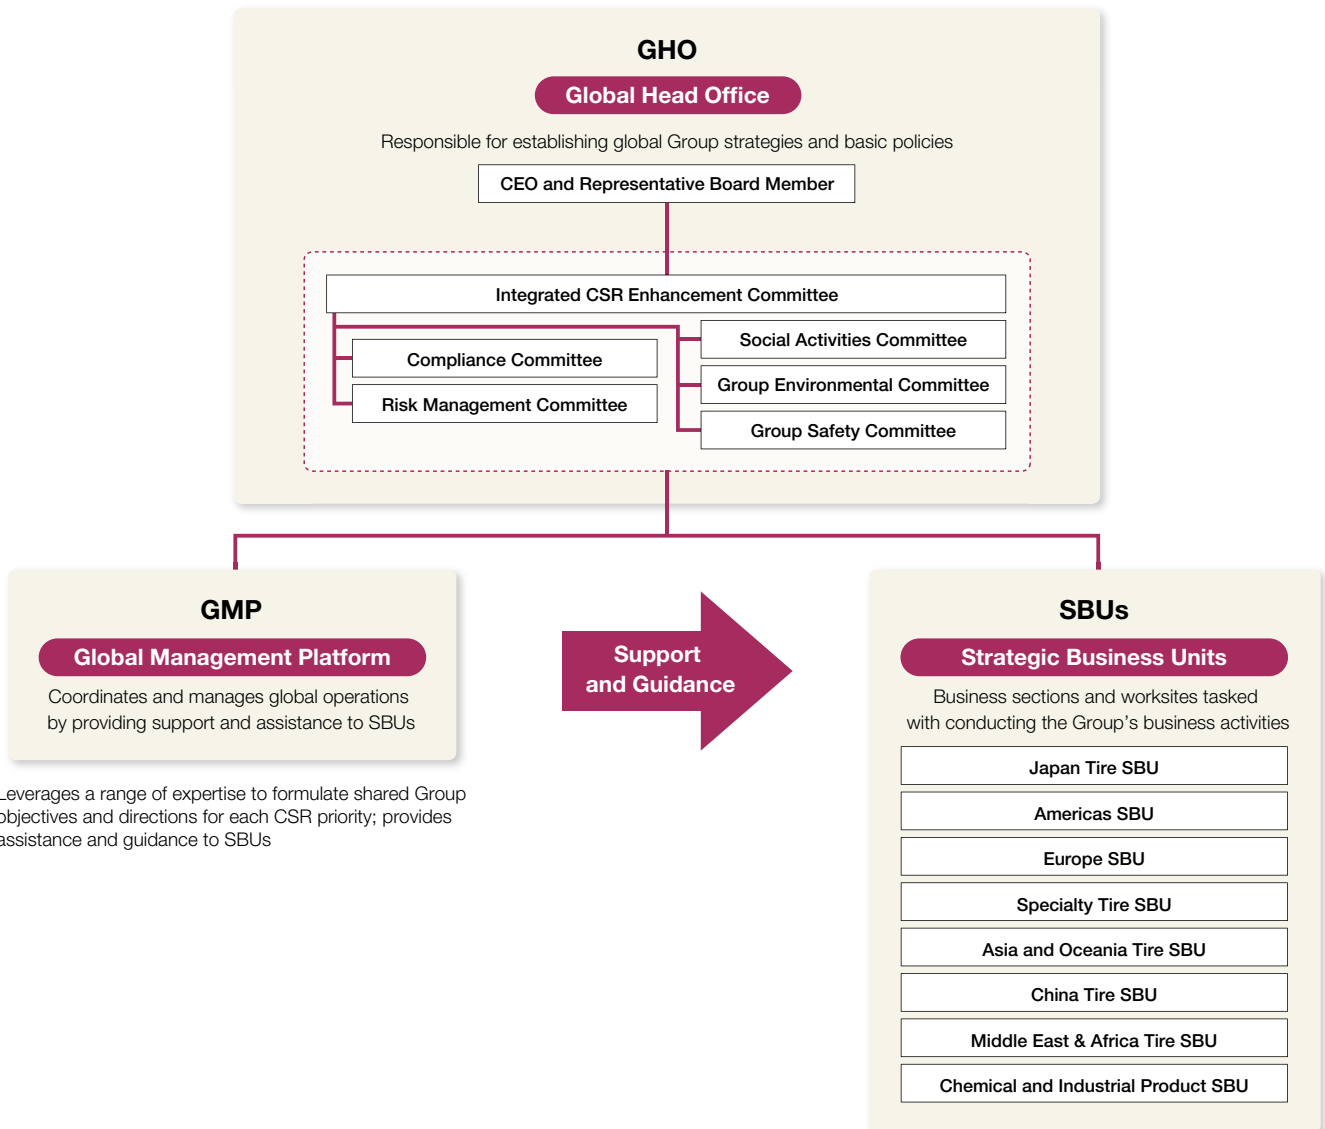 GHO
Global Head Office
Responsible for establishing global Group strategies and basic policies
CEO and Representative Board Member
Integrated CSR Enhancement Committee
Compliance Committee
Risk Management Committee
Social Activities Committee
Group Environmental Committee
Group Safety Committee
GMP
Global Management Platform
Coordinates and manages global operations
by providing support and assistance to SBUs
Leverages a range of expertise to formulate shared Group
objectives and directions for each CSR priority; provides
assistance and guidance to SBUs
Support
and Guidance
SBUs
Strategic Business Units
Business sections and worksites tasked
with conducting the Group's business activities
Japan Tire SBU
Americas SBU
Europe SBU
Specialty Tire SBU
Asia and Oceania Tire SBU
China Tire SBU
Middle East & Africa Tire SBU
Chemical and Industrial Product SBU